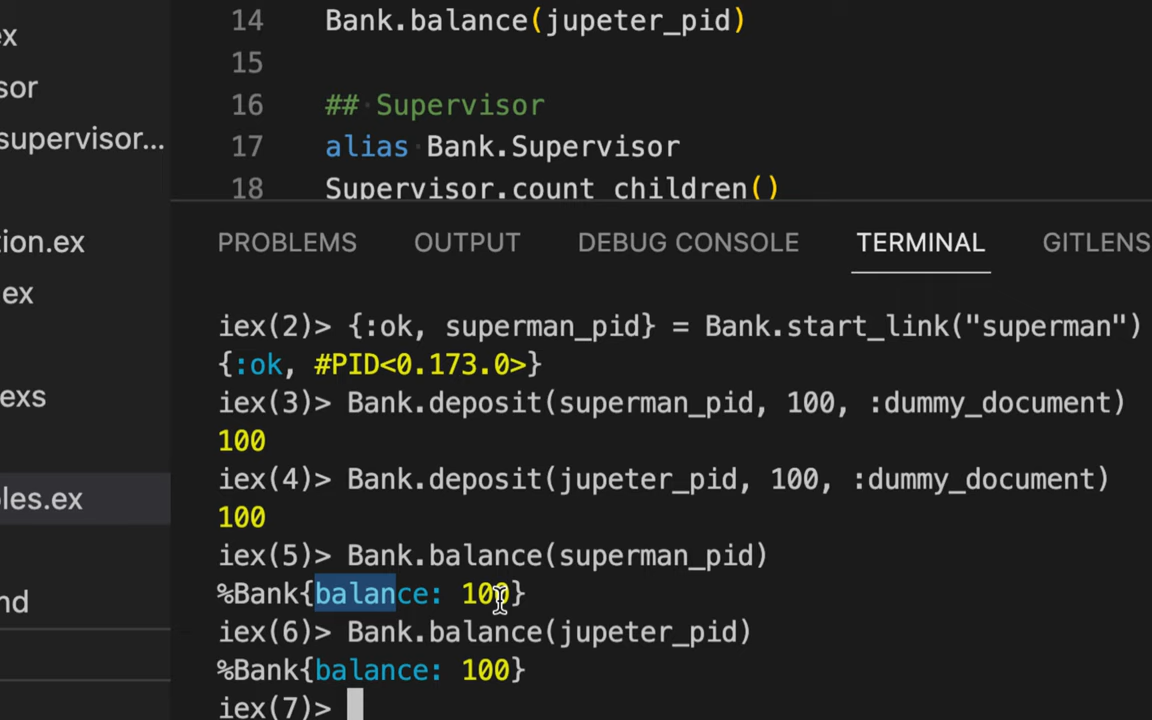 ex
sor
supervisor...
tion.ex
ex
exs
les.ex
nd
14 Bank.balance(jupeter_pid)
15
16 ## Supervisor
17 alias Bank.Supervisor
18 Supervisor.count_children()
PROBLEMS OUTPUT DEBUG CONSOLE TERMINAL GITLENS
iex(2)> {:ok, superman_pid} = Bank.start_link("superman")
{:ok, #PID<0.173.0>}
iex(3)> Bank.deposit(superman_pid, 100, :dummy_document)
100
iex(4)> Bank.deposit(jupeter_pid, 100, :dummy_document)
100
iex(5)> Bank.balance(superman_pid)
%Bank{balance: 100}
iex(6)> Bank.balance(jupeter_pid)
%Bank{balance: 100}
iex(7)>